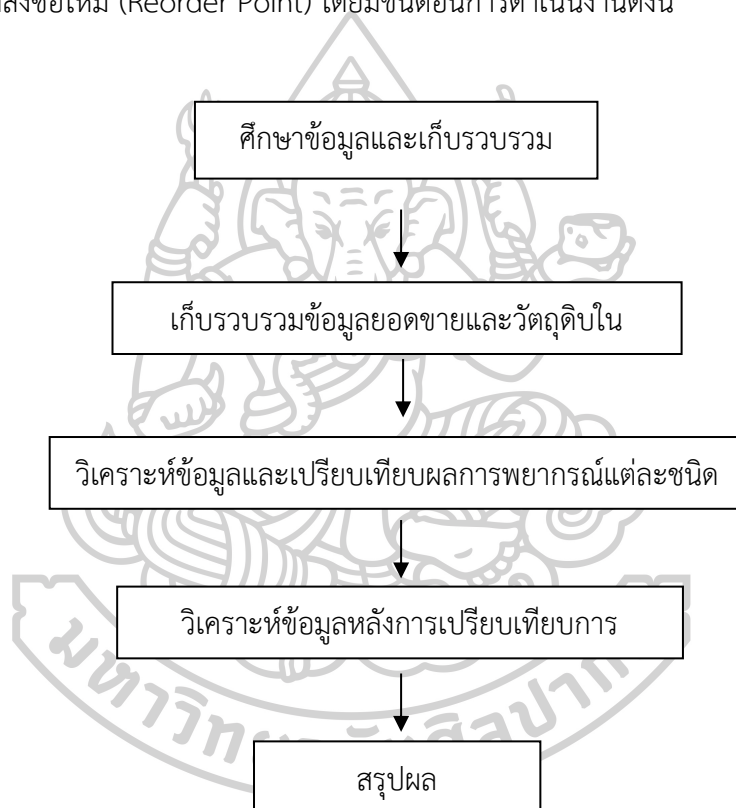 (Reorder Point) โดยมีขั้นตอนการดำเนินงานดังนี้
ศึกษาข้อมูลและเก็บรวบรวม
เก็บรวบรวมข้อมูลยอดขายและวัตถุดิบใน
วิเคราะห์ข้อมูลและเปรียบเทียบผลการพยากรณ์แต่ละชนิด
วิเคราะห์ข้อมูลหลังการเปรียบเทียบการ
สรุปผล